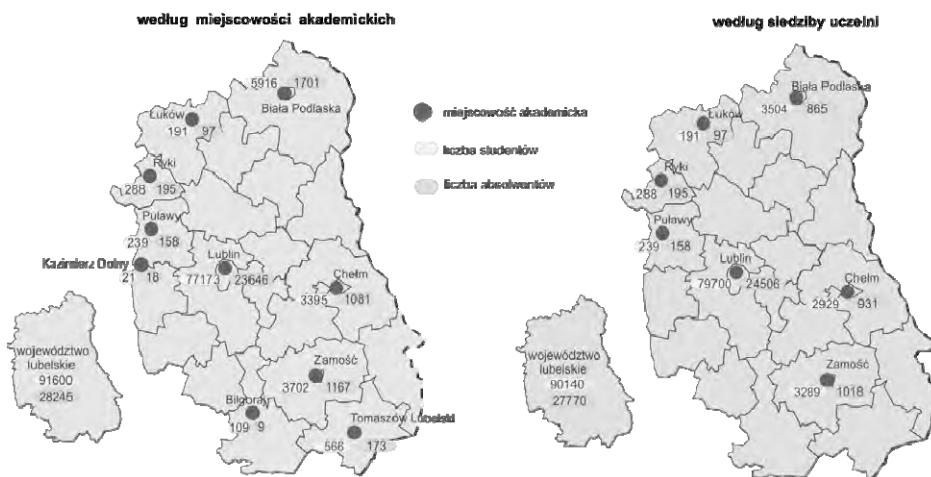 według miejscowości akademickich
5916 1701
Biała Podlaska
Łuków
191 97
Ryki
288 195
Puławy
239 158
Kazimierz Dolny
21 18
Lublin
77173 23646
Chełm
3395 1081
Zamość
3702 1167
Biłgoraj
109 9
Tomaszów Lubelski
566 173
województwo
lubelskie
91600
28245
miejscowość akademicka
liczba studentów
liczba absolwentów
według siedziby uczelni
Biała Podlaska
3504 865
Łuków
191 97
Ryki
288 195
Puławy
239 158
Lublin
79700 24506
Chełm
2929 931
Zamość
3289 1018
województwo
lubelskie
90140
27770